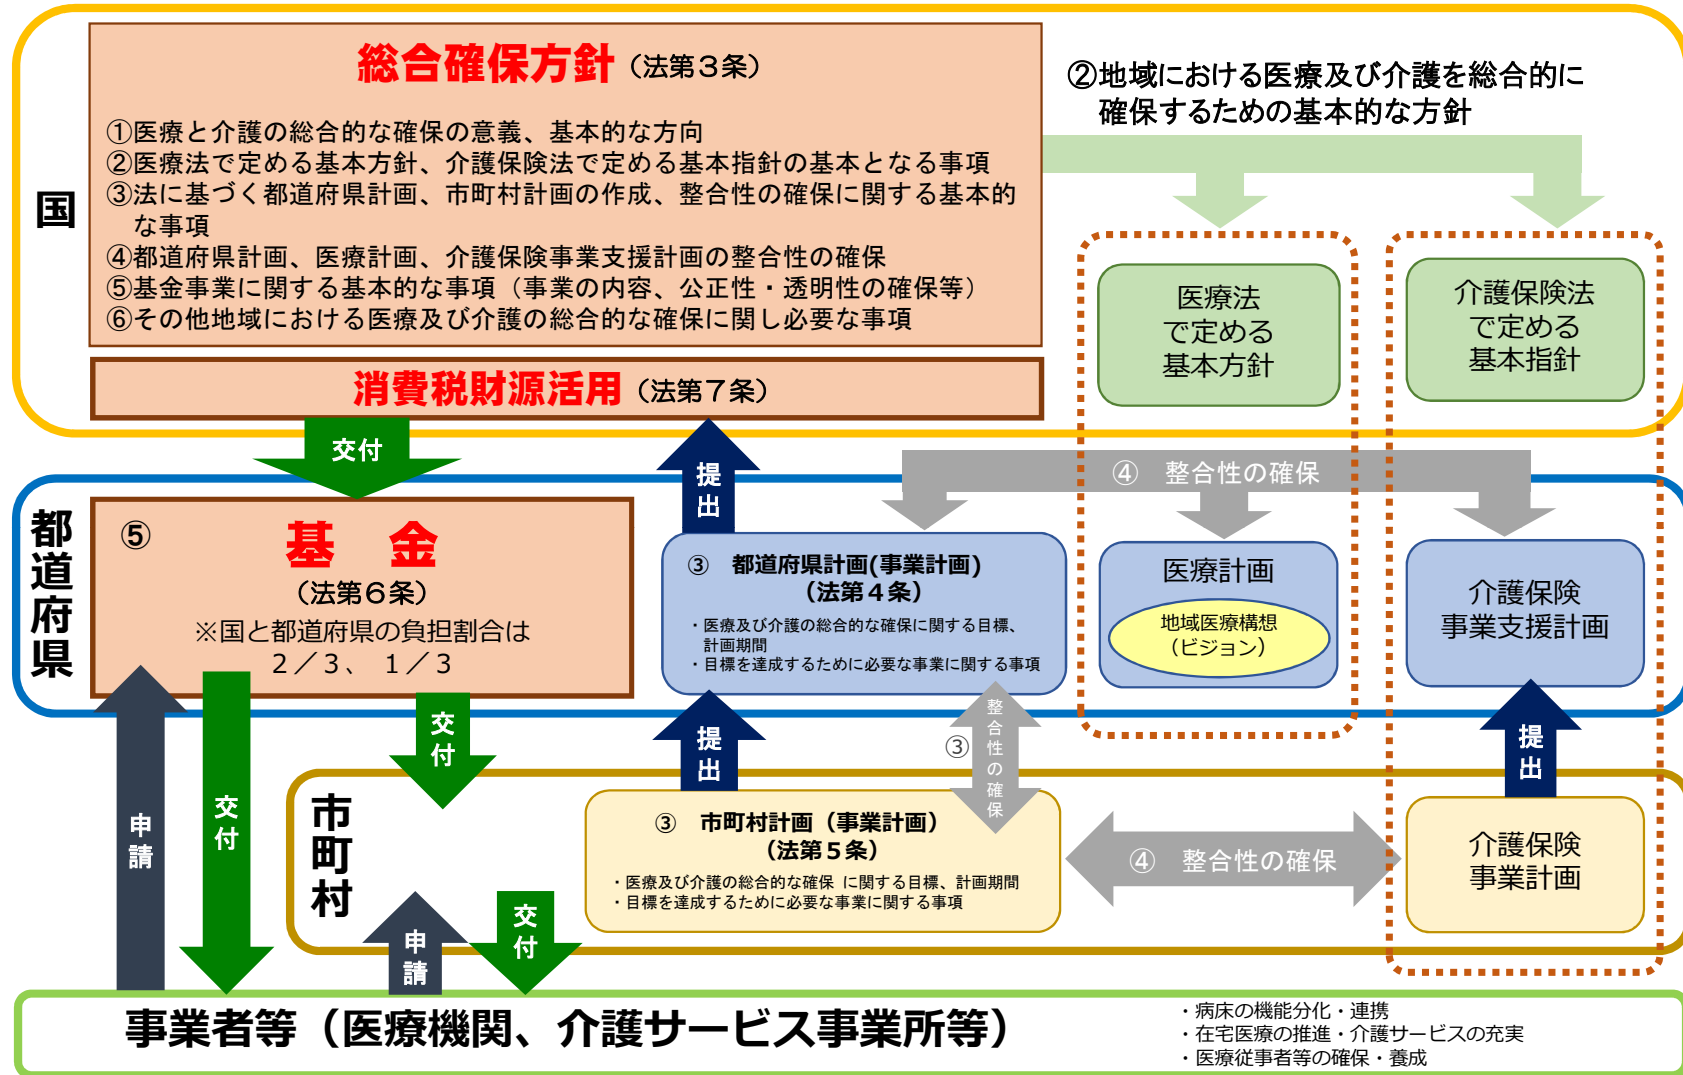 国
総合確保方針（法第３条）
①医療と介護の総合的な確保の意義、基本的な方向
②医療法で定める基本方針、介護保険法で定める基本指針の基本となる事項
③法に基づく都道府県計画、市町村計画の作成、整合性の確保に関する基本的
な事項
④都道府県計画、医療計画、介護保険事業支援計画の整合性の確保
⑤基金事業に関する基本的な事項（事業の内容、公正性・透明性の確保等）
⑥その他地域における医療及び介護の総合的な確保に関し必要な事項
消費税財源活用（法第７条）
②地域における医療及び介護を総合的に
確保するための基本的な方針
医療法
で定める
基本方針
介護保険法
で定める
基本指針
交付
提出
④　整合性の確保
都道府県
⑤
基　金
（法第６条）
※国と都道府県の負担割合は
２／３、１／３
③　都道府県計画(事業計画)
（法第４条）
・医療及び介護の総合的な確保に関する目標、
計画期間
・目標を達成するために必要な事業に関する事項
医療計画
地域医療構想
（ビジョン）
介護保険
事業支援計画
申請
交付
交付
提出
③
整合性の確保
提出
市町村
③　市町村計画（事業計画）
（法第５条）
・医療及び介護の総合的な確保 に関する目標、計画期間
・目標を達成するために必要な事業に関する事項
④　整合性の確保
介護保険
事業計画
申請
交付
事業者等（医療機関、介護サービス事業所等）
・病床の機能分化・連携
・在宅医療の推進・介護サービスの充実
・医療従事者等の確保・養成